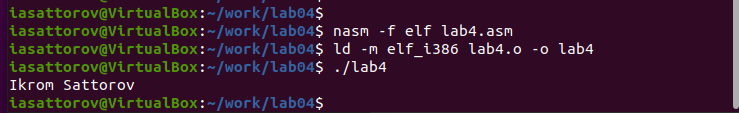 iasattorov@VirtualBox:~/work/lab04$
iasattorov@VirtualBox:~/work/lab04$ nasm -f elf lab4.asm
iasattorov@VirtualBox:~/work/lab04$ ld -m elf_i386 lab4.o -o lab4
iasattorov@VirtualBox:~/work/lab04$ ./lab4
Ikrom Sattorov
iasattorov@VirtualBox:~/work/lab04$